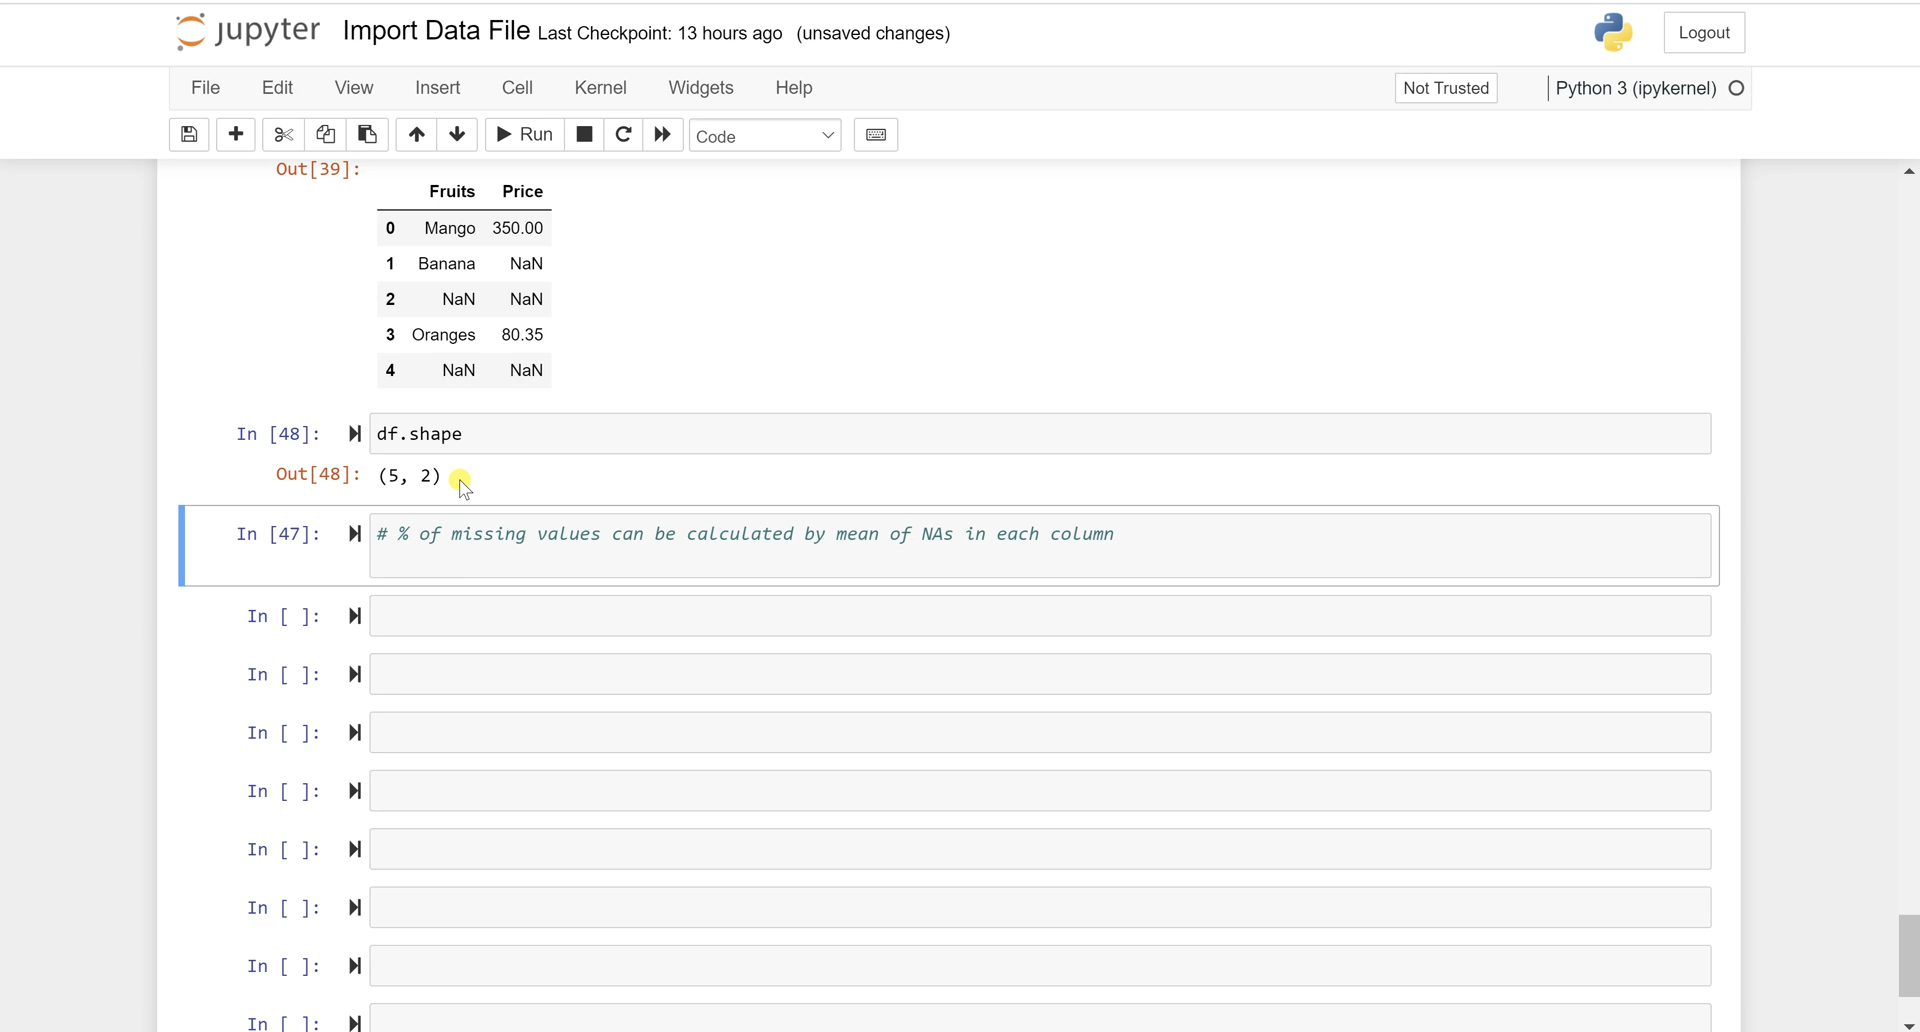 jupyter Import Data File Last Checkpoint: 13 hours ago (unsaved changes) Logout
File Edit View Insert Cell Kernel Widgets Help Not Trusted Python 3 (ipykernel)
Run Code
Out[39]:
Fruits Price
0 Mango 350.00
1 Banana NaN
2 NaN NaN
3 Oranges 80.35
4 NaN NaN
In [48]: df.shape
Out[48]: (5, 2)
In [47]: # % of missing values can be calculated by mean of NAs in each column
In [ ]:
In [ ]:
In [ ]:
In [ ]:
In [ ]:
In [ ]:
In [ ]:
In [ ]: